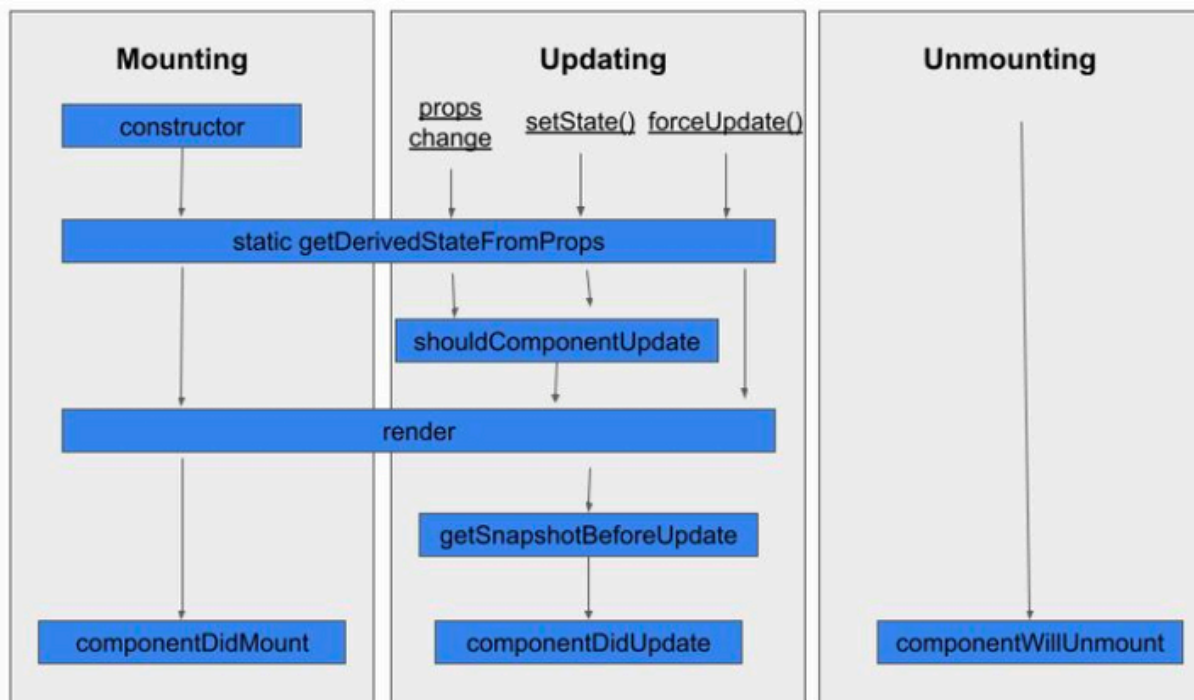 Mounting
Updating
Unmounting
constructor
props
change
setState()
forceUpdate()
static getDerivedStateFromProps
shouldComponentUpdate
render
getSnapshotBeforeUpdate
componentDidMount
componentDidUpdate
componentWillUnmount